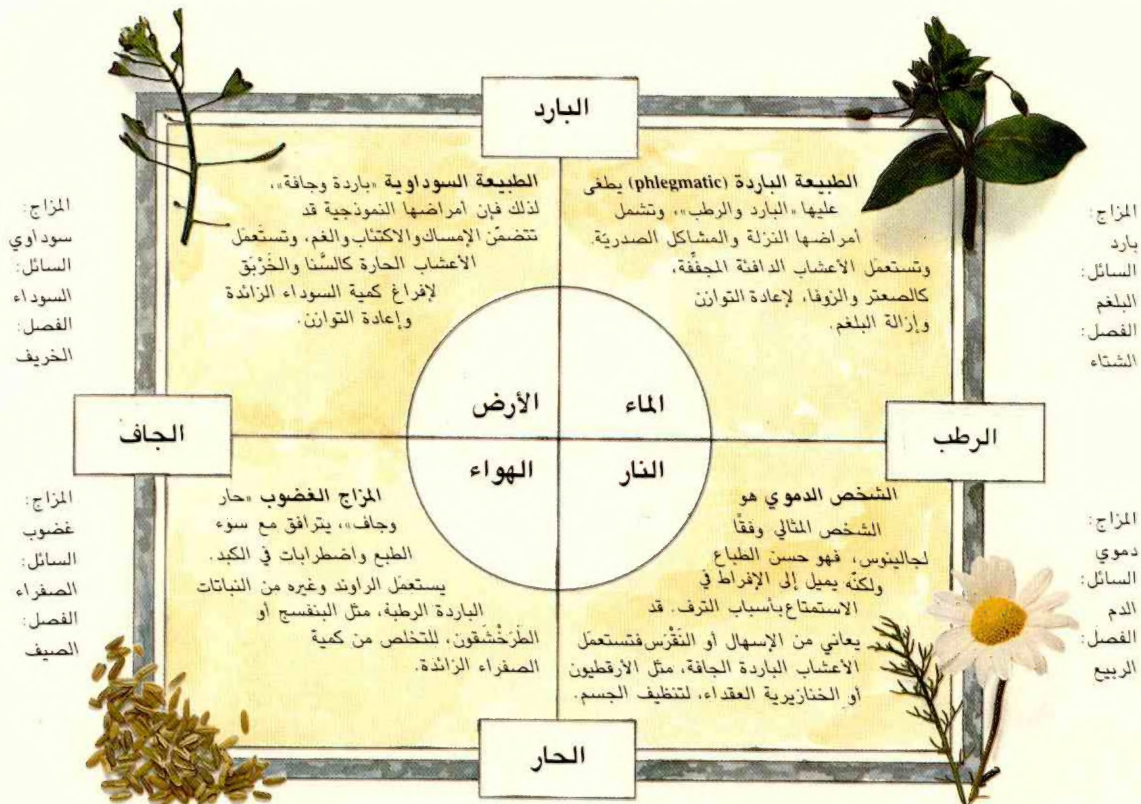 البارد
الطبيعة الباردة (phlegmatic) يطغى
عليها «البارد والرطب»، وتشمل
أمراضها النزلة والمشاكل الصدريّة.
وتستعمَل الأعشاب الدافئة المجفِّفة،
كالصعتر والزوفا، لإعادة التوازن
وإزالة البلغم.
الطبيعة السوداوية «باردة وجافة»،
لذلك فإن أمراضها النموذجية قد
تتضمّن الإمساك والاكتئاب والغم، وتستعمَل
الأعشاب الحارة كالسَّنا والخَرْبَق
لإفراغ كمية السوداء الزائدة
وإعادة التوازن.
المزاج:
بارد
السائل:
البلغم
الفصل:
الشتاء
المزاج:
سوداوي
السائل:
السوداء
الفصل:
الخريف
الماء
الأرض
الرطب
الجاف
النار
الهواء
الشخص الدموي هو
الشخص المثالي وفقًا
لجالينوس، فهو حسن الطباع
ولكنّه يميل إلى الإفراط في
الاستمتاع بأسباب الترف. قد
يعاني من الإسهال أو النَقْرَس فتستعمَل
الأعشاب الباردة الجافة، مثل الأرقطيون
أو الخنازيرية العقداء، لتنظيف الجسم.
المزاج الغضوب «حار
وجاف»، يترافق مع سوء
الطبع واضطرابات في الكبد.
يستعمَل الراوند وغيره من النباتات
الباردة الرطبة، مثل البنفسج أو
الطَرَخْشَقون، للتخلص من كمية
الصفراء الزائدة.
المزاج:
دموي
السائل:
الدم
الفصل:
الربيع
المزاج:
غضوب
السائل:
الصفراء
الفصل:
الصيف
الحار